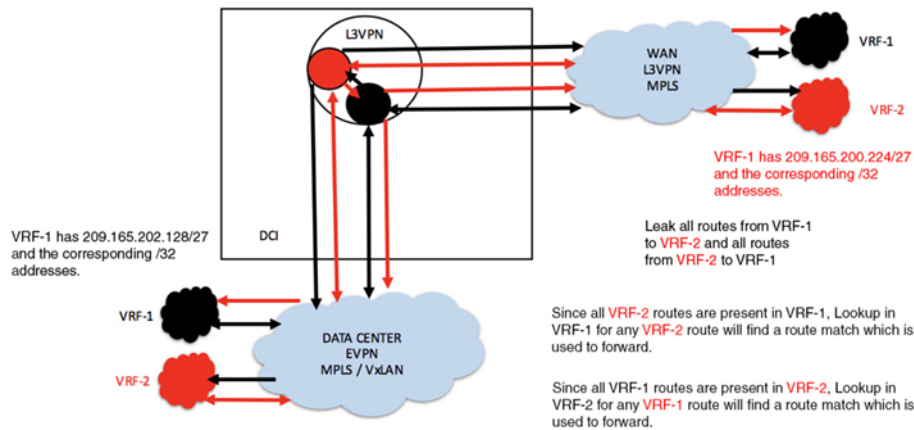 L3VPN
WAN
L3VPN
MPLS
VRF-1
VRF-2
VRF-1 has 209.165.200.224/27
and the corresponding /32
addresses.
Leak all routes from VRF-1
to VRF-2 and all routes
from VRF-2 to VRF-1
DCI
VRF-1 has 209.165.202.128/27
and the corresponding /32
addresses.
VRF-1
VRF-2
DATA CENTER
EVPN
MPLS / VxLAN
Since all VRF-2 routes are present in VRF-1, Lookup in
VRF-1 for any VRF-2 route will find a route match which is
used to forward.
Since all VRF-1 routes are present in VRF-2, Lookup in
VRF-2 for any VRF-1 route will find a route match which is
used to forward.